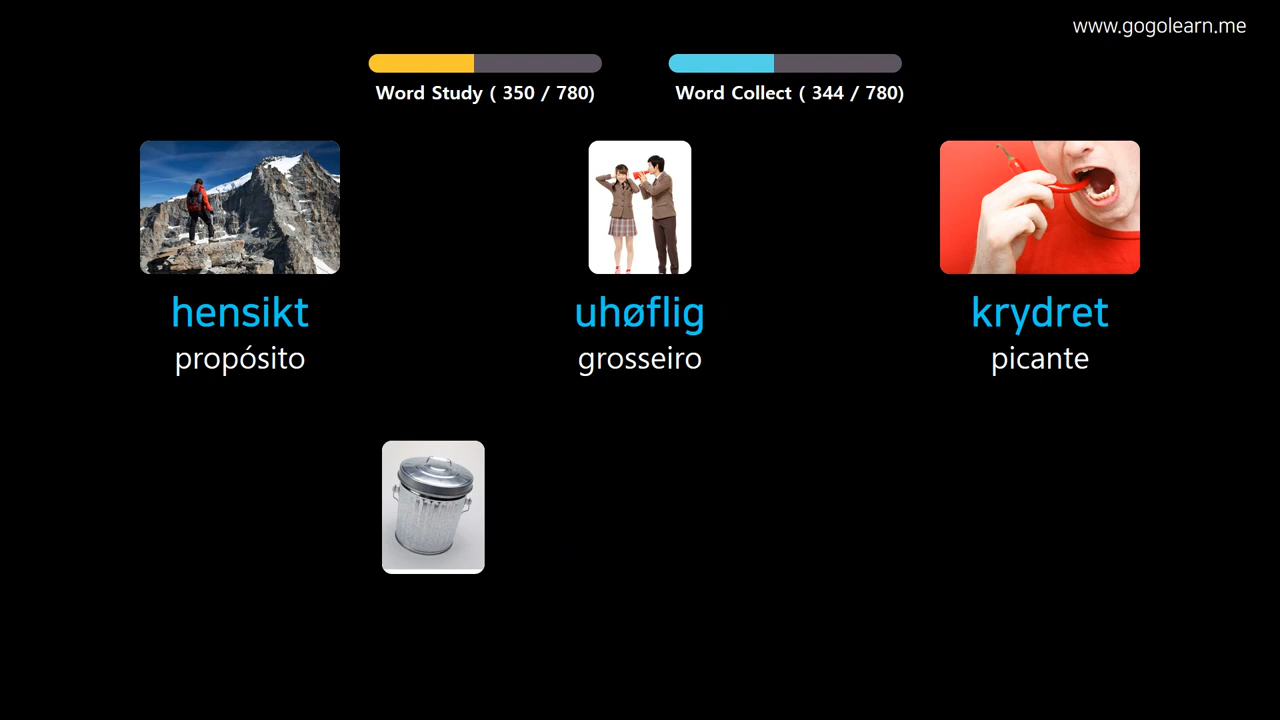 www.gogolearn.me
Word Study ( 350 / 780)
Word Collect ( 344 / 780)
hensikt
propósito
uhøflig
grosseiro
krydret
picante